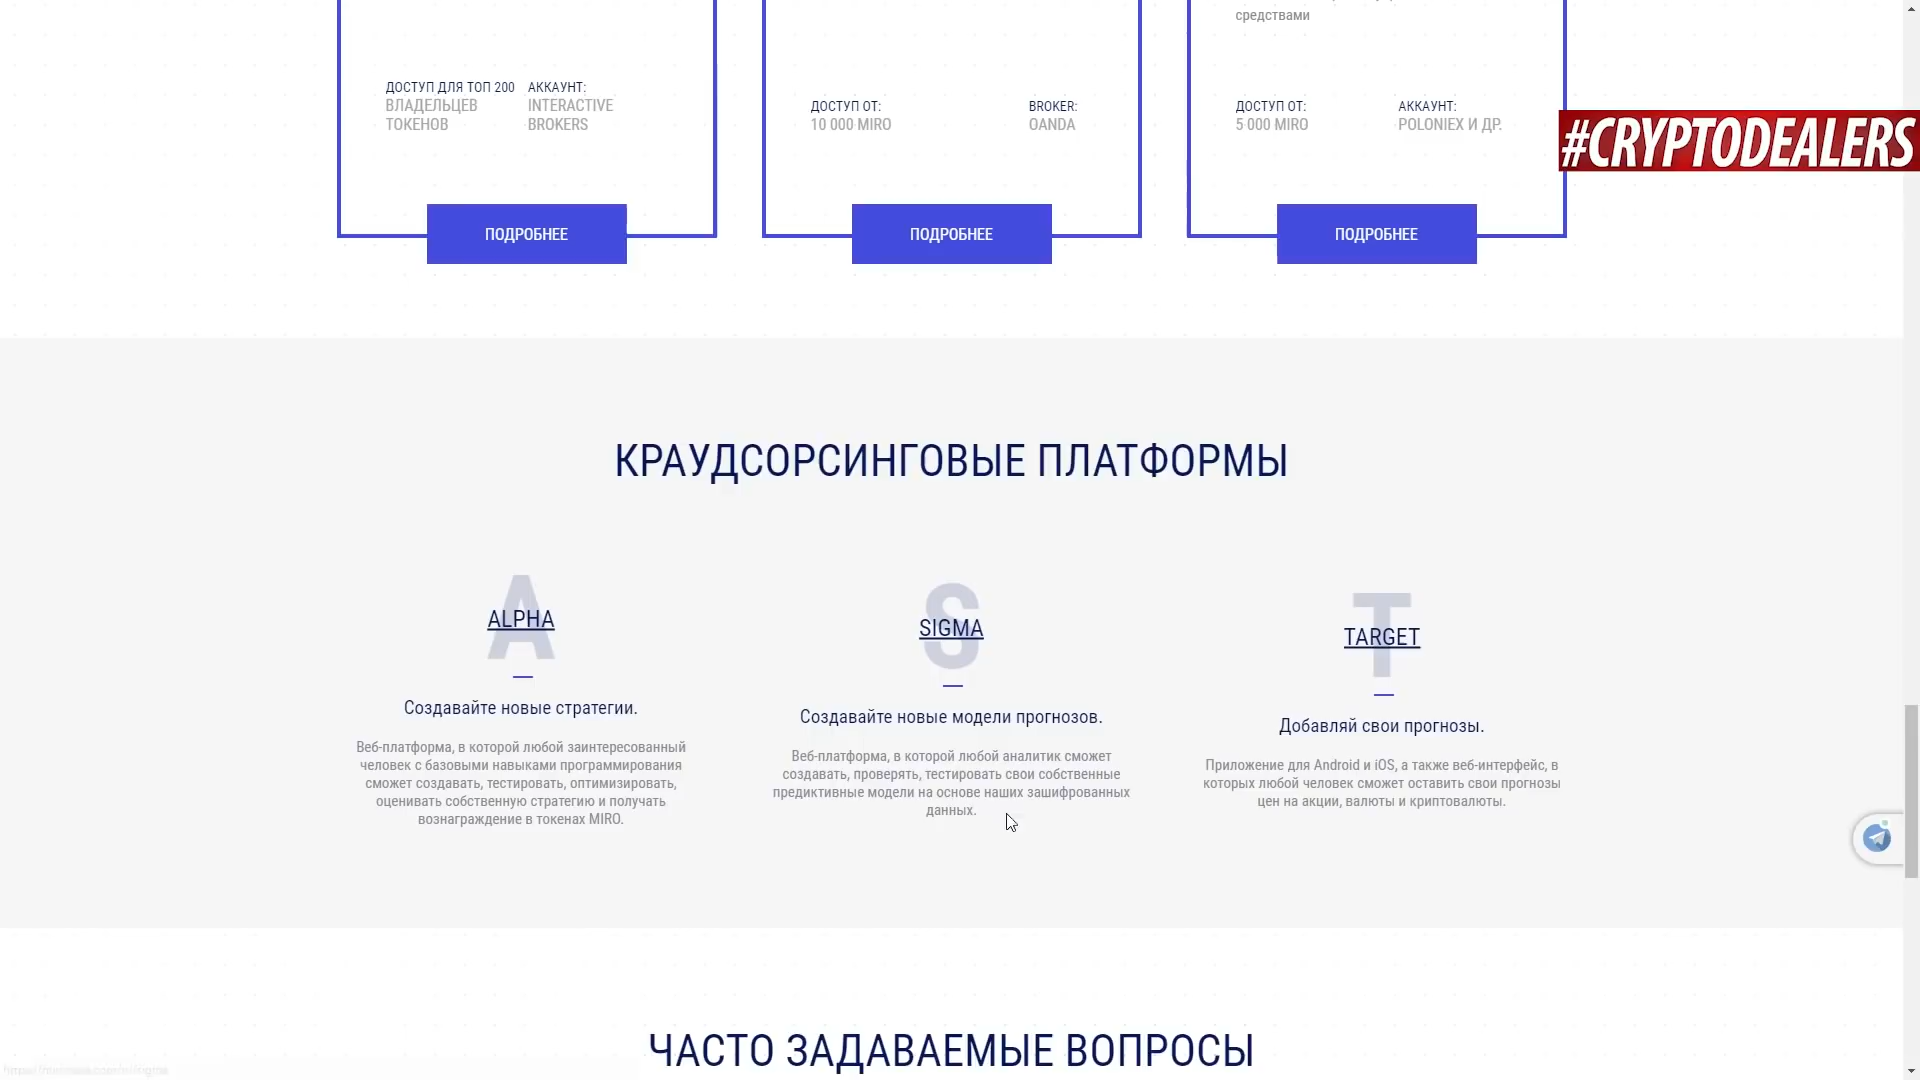 средствами
ДОСТУП ДЛЯ ТОП 200
ВЛАДЕЛЬЦЕВ
ТОКЕНОВ
АККАУНТ:
INTERACTIVE
BROKERS
ДОСТУП ОТ:
10 000 MIRO
BROKER:
OANDA
ДОСТУП ОТ:
5 000 MIRO
АККАУНТ:
POLONIEX И ДР.
#CRYPTODEALERS
ПОДРОБНЕЕ
ПОДРОБНЕЕ
ПОДРОБНЕЕ
КРАУДСОРСИНГОВЫЕ ПЛАТФОРМЫ
A
ALPHA
Создавайте новые стратегии.
Веб-платформа, в которой любой заинтересованный
человек с базовыми навыками программирования
сможет создавать, тестировать, оптимизировать,
оценивать собственную стратегию и получать
вознаграждение в токенах MIRO.
S
SIGMA
Создавайте новые модели прогнозов.
Веб-платформа, в которой любой аналитик сможет
создавать, проверять, тестировать свои собственные
предиктивные модели на основе наших зашифрованных
данных.
T
TARGET
Добавляй свои прогнозы.
Приложение для Android и iOS, а также веб-интерфейс, в
которых любой человек сможет оставить свои прогнозы
цен на акции, валюты и криптовалюты.
ЧАСТО ЗАДАВАЕМЫЕ ВОПРОСЫ